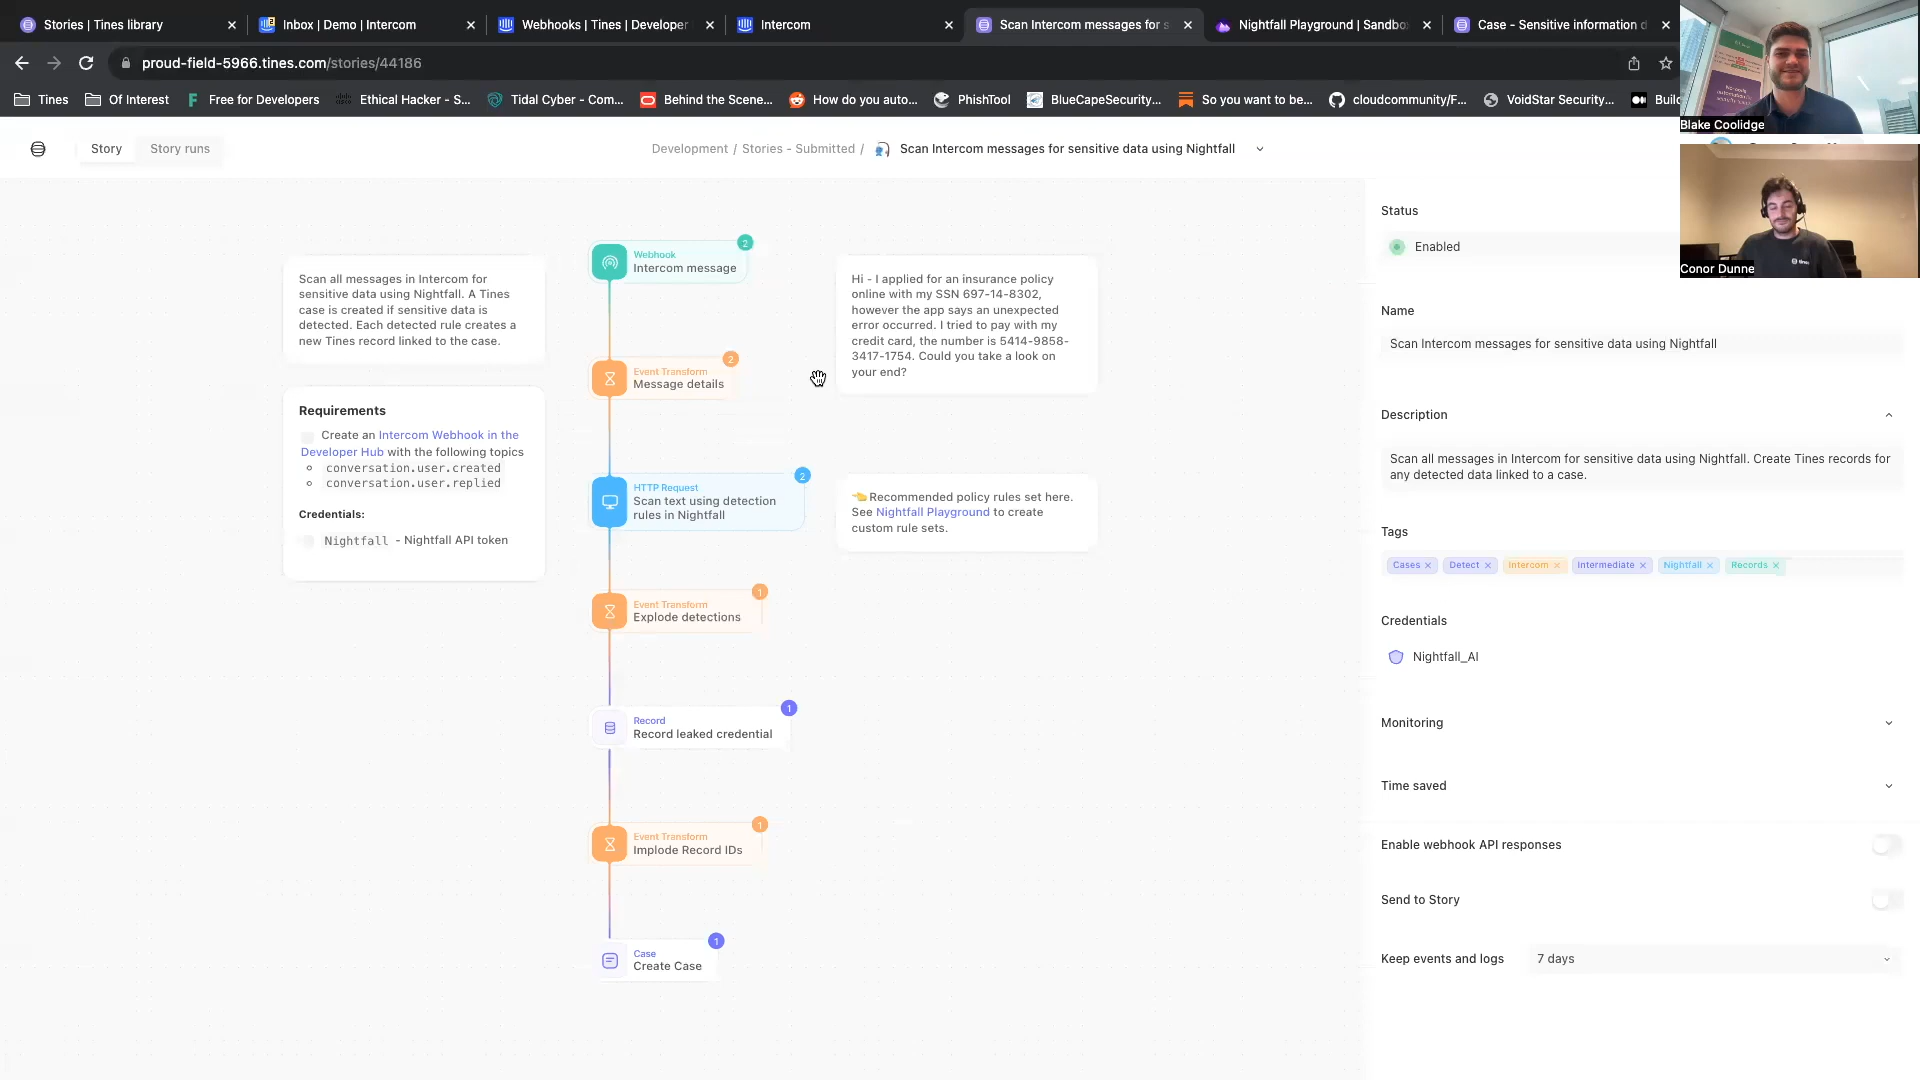 Stories | Tines library
Inbox | Demo | Intercom
Webhooks | Tines | Developer
Intercom
Scan Intercom messages for s
Nightfall Playground | Sandbo
Case - Sensitive information d
proud-field-5966.tines.com/stories/44186
Tines
Of Interest
Free for Developers
Ethical Hacker - S...
Tidal Cyber - Com...
Behind the Scene...
How do you auto...
PhishTool
BlueCapeSecurity...
So you want to be...
cloudcommunity/F...
VoidStar Security...
Blake Coolidge
Conor Dunne
Story
Story runs
Development / Stories - Submitted / Scan Intercom messages for sensitive data using Nightfall
Scan all messages in Intercom for
sensitive data using Nightfall. A Tines
case is created if sensitive data is
detected. Each detected rule creates a
new Tines record linked to the case.
Requirements
Create an Intercom Webhook in the
Developer Hub with the following topics
conversation.user.created
conversation.user.replied
Credentials:
Nightfall - Nightfall API token
2
Webhook
Intercom message
2
Event Transform
Message details
2
HTTP Request
Scan text using detection
rules in Nightfall
1
Event Transform
Explode detections
1
Record
Record leaked credential
1
Event Transform
Implode Record IDs
1
Case
Create Case
Hi - I applied for an insurance policy
online with my SSN 697-14-8302,
however the app says an unexpected
error occurred. I tried to pay with my
credit card, the number is 5414-9858-
3417-1754. Could you take a look on
your end?
Recommended policy rules set here.
See Nightfall Playground to create
custom rule sets.
Status
Enabled
Name
Scan Intercom messages for sensitive data using Nightfall
Description
Scan all messages in Intercom for sensitive data using Nightfall. Create Tines records for
any detected data linked to a case.
Tags
Cases
Detect
Intercom
Intermediate
Nightfall
Records
Credentials
Nightfall_AI
Monitoring
Time saved
Enable webhook API responses
Send to Story
Keep events and logs
7 days